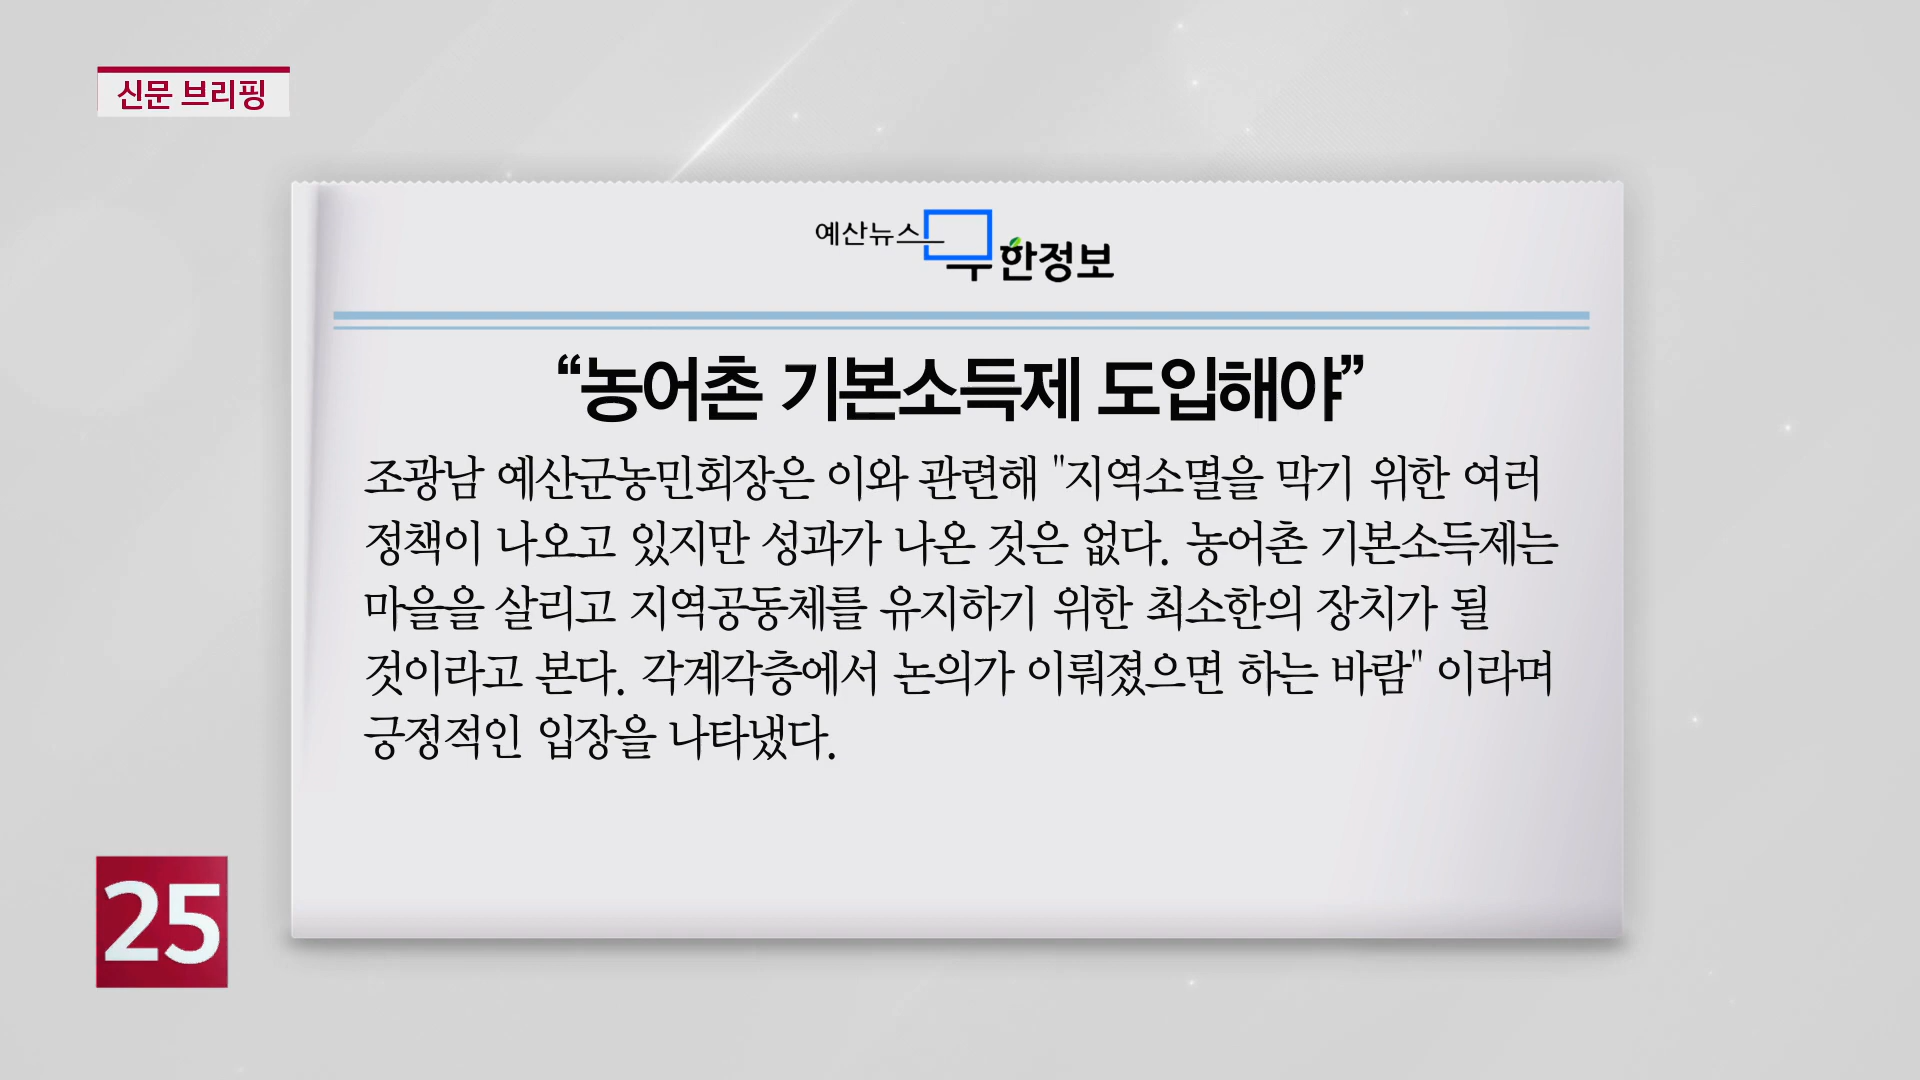 신문 브리핑
예산뉴스 무한정보
“농어촌 기본소득제 도입해야”
조광남 예산군농민회장은 이와 관련해 "지역소멸을 막기 위한 여러
정책이 나오고 있지만 성과가 나온 것은 없다. 농어촌 기본소득제는
마을을 살리고 지역공동체를 유지하기 위한 최소한의 장치가 될
것이라고 본다. 각계각층에서 논의가 이뤄졌으면 하는 바람" 이라며
긍정적인 입장을 나타냈다.
25